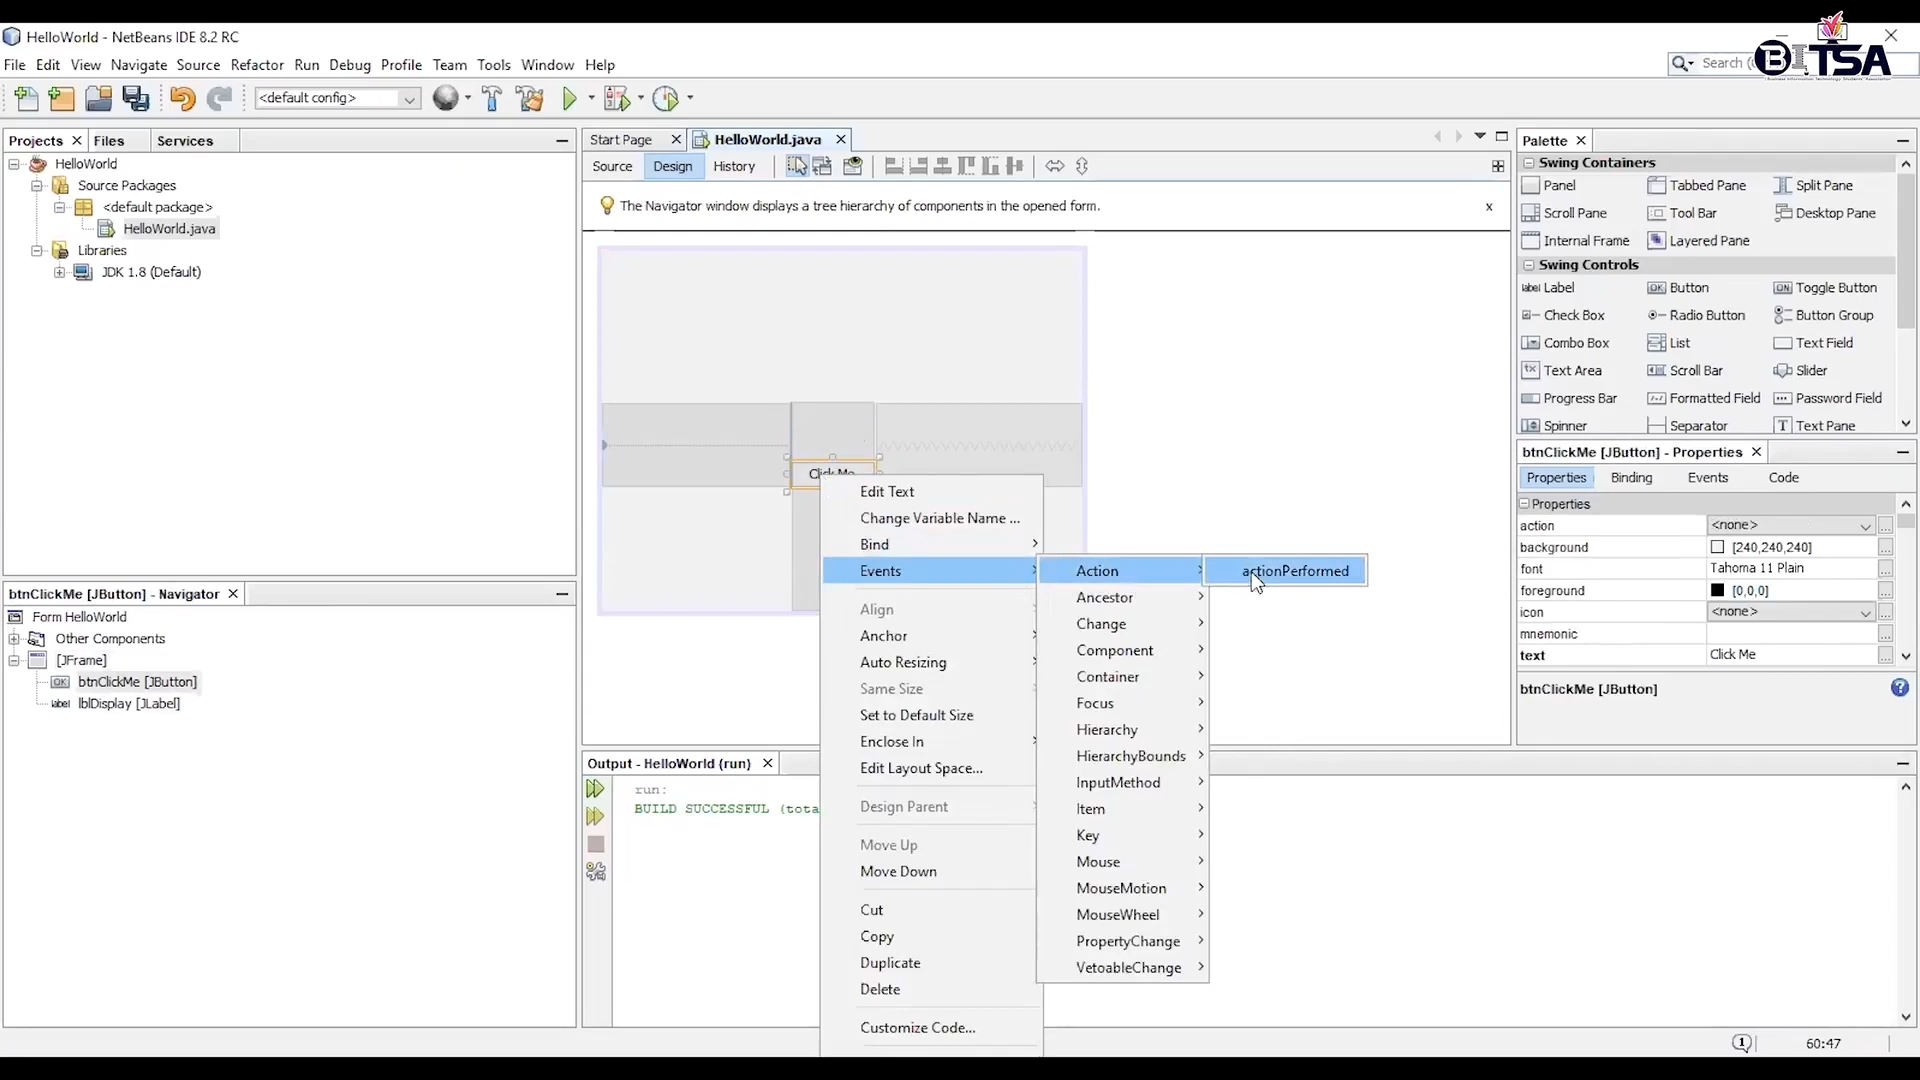 HelloWorld - NetBeans IDE 8.2 RC
BITSA
File Edit View Navigate Source Refactor Run Debug Profile Team Tools Window Help
Search (
<default config>
Projects Files Services
HelloWorld
Source Packages
<default package>
HelloWorld.java
Libraries
JDK 1.8 (Default)
Start Page HelloWorld.java
Source Design History
The Navigator window displays a tree hierarchy of components in the opened form. x
Click Me
Edit Text
Change Variable Name ...
Bind
Events
Align
Anchor
Auto Resizing
Same Size
Set to Default Size
Enclose In
Edit Layout Space...
Design Parent
Move Up
Move Down
Cut
Copy
Duplicate
Delete
Customize Code...
Action
Ancestor
Change
Component
Container
Focus
Hierarchy
HierarchyBounds
InputMethod
Item
Key
Mouse
MouseMotion
MouseWheel
PropertyChange
VetoableChange
actionPerformed
Palette
Swing Containers
Panel Tabbed Pane Split Pane
Scroll Pane Tool Bar Desktop Pane
Internal Frame Layered Pane
Swing Controls
label Label OK Button ON Toggle Button
Check Box Radio Button Button Group
Combo Box List Text Field
Text Area Scroll Bar Slider
Progress Bar Formatted Field Password Field
Spinner Separator T Text Pane
btnClickMe [JButton] - Properties
Properties Binding Events Code
Properties
action <none>
background [240,240,240]
font Tahoma 11 Plain
foreground [0,0,0]
icon <none>
mnemonic
text Click Me
btnClickMe [JButton]
btnClickMe [JButton] - Navigator
Form HelloWorld
Other Components
[JFrame]
OK btnClickMe [JButton]
label lblDisplay [JLabel]
Output - HelloWorld (run)
run:
BUILD SUCCESSFUL (tota
1 60:47